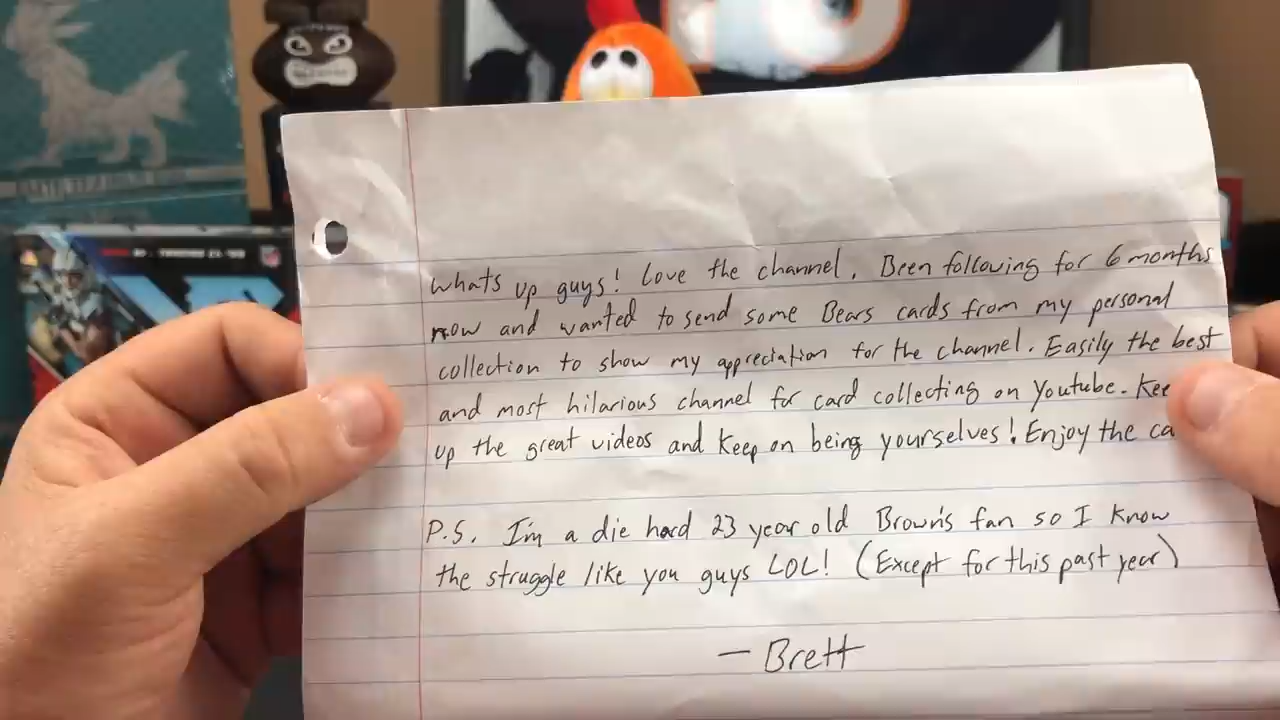 Whats up guys! Love the channel. Been following for 6 months
now and wanted to send some Bears cards from my personal
collection to show my appreciation for the channel. Easily the best
and most hilarious channel for card collecting on Youtube. Kee
up the great videos and keep on being yourselves! Enjoy the ca
P.S. I'm a die hard 23 year old Brown's fan so I know
the struggle like you guys LOL! (Except for this past year)
— Brett